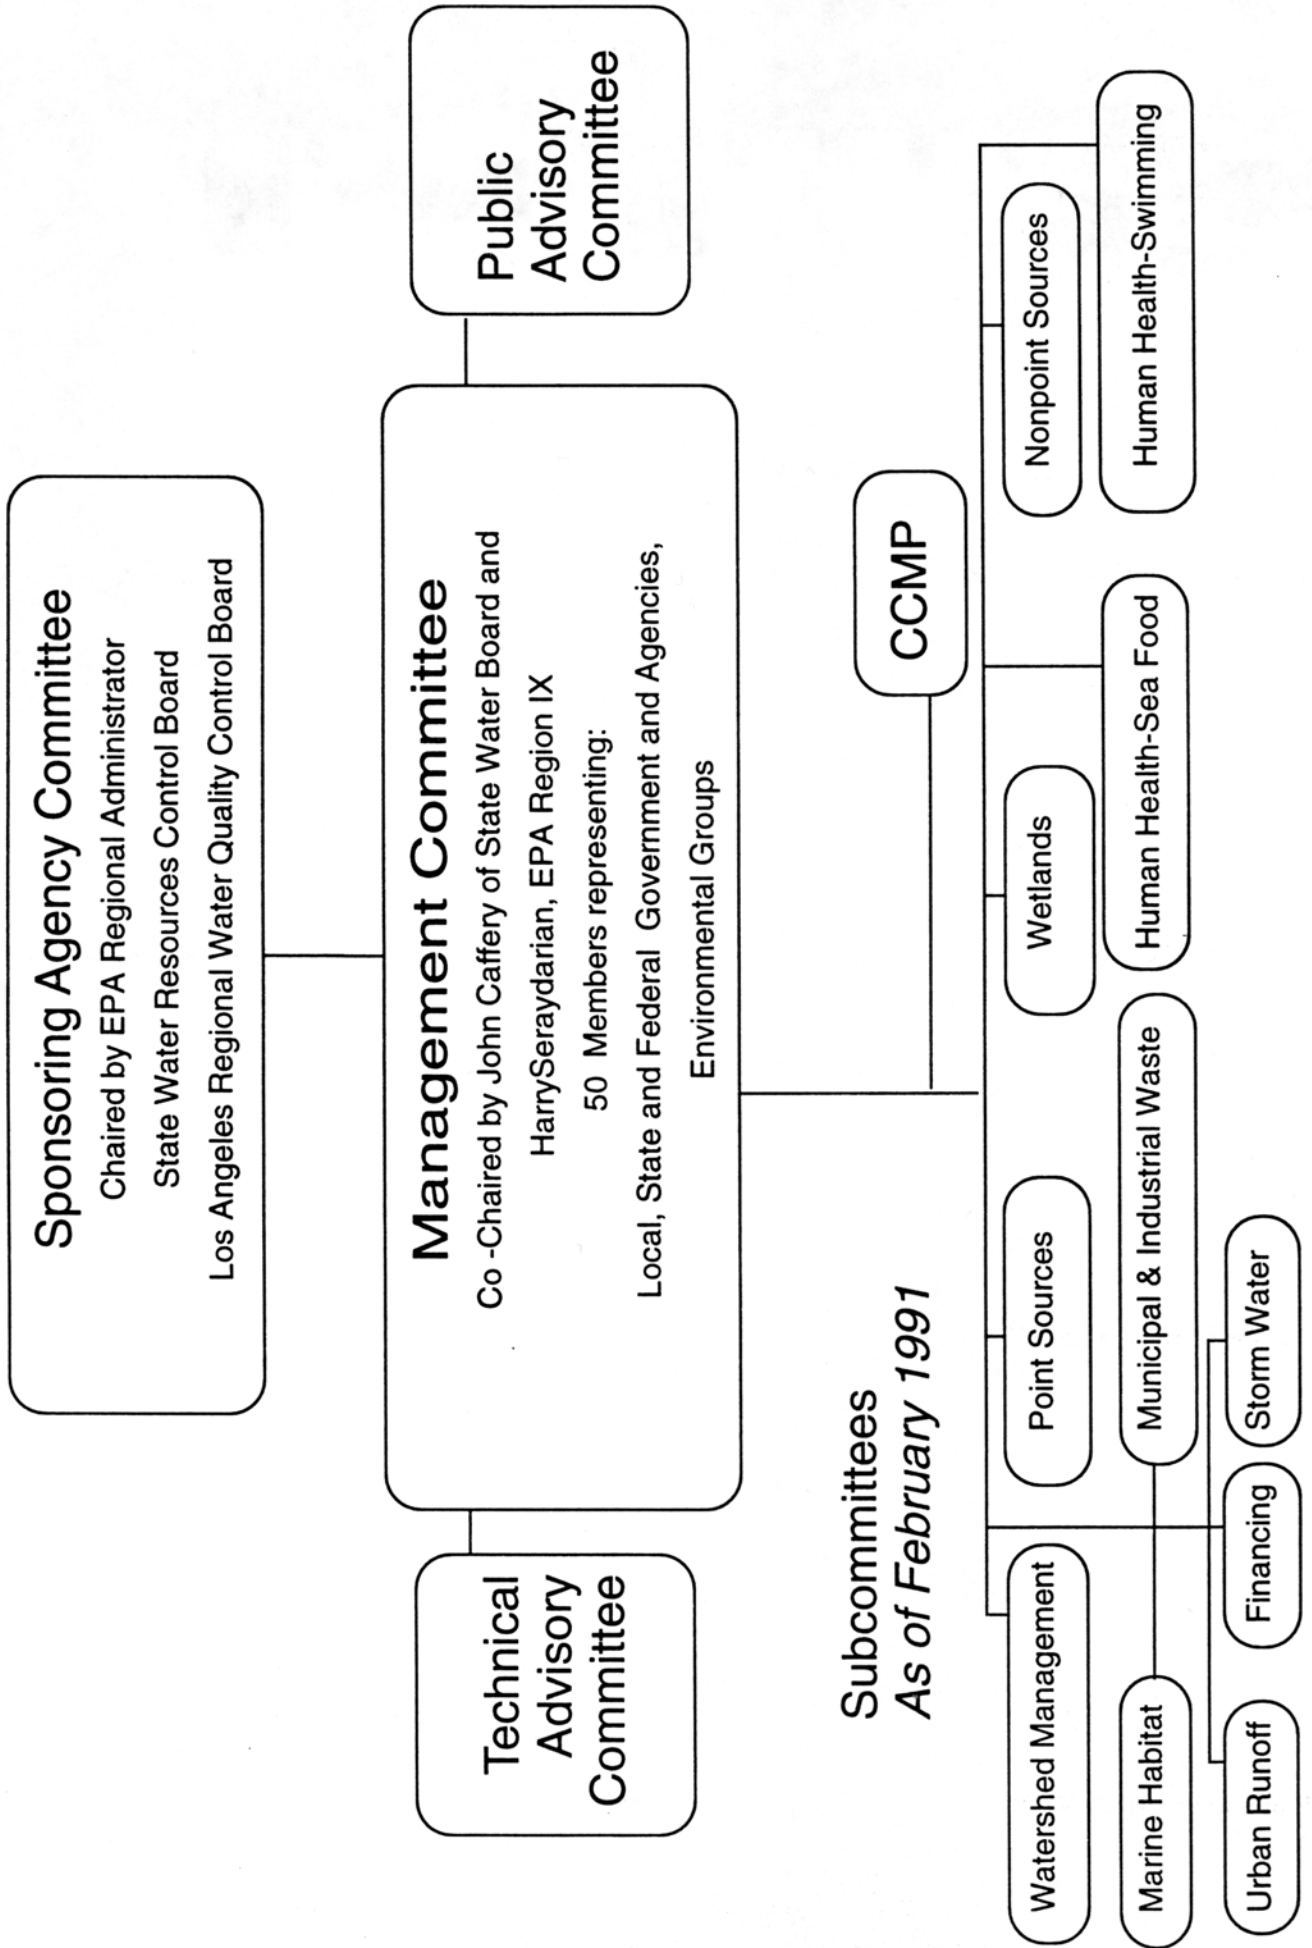 Sponsoring Agency Committee
Chaired by EPA Regional Administrator
State Water Resources Control Board
Los Angeles Regional Water Quality Control Board
Technical
Advisory
Committee
Management Committee
Co -Chaired by John Caffery of State Water Board and
HarrySeraydarian, EPA Region IX
50 Members representing:
Local, State and Federal Government and Agencies,
Environmental Groups
Public
Advisory
Committee
Subcommittees
As of February 1991
CCMP
Watershed Management
Point Sources
Wetlands
Nonpoint Sources
Marine Habitat
Municipal & Industrial Waste
Human Health-Sea Food
Human Health-Swimming
Urban Runoff
Financing
Storm Water